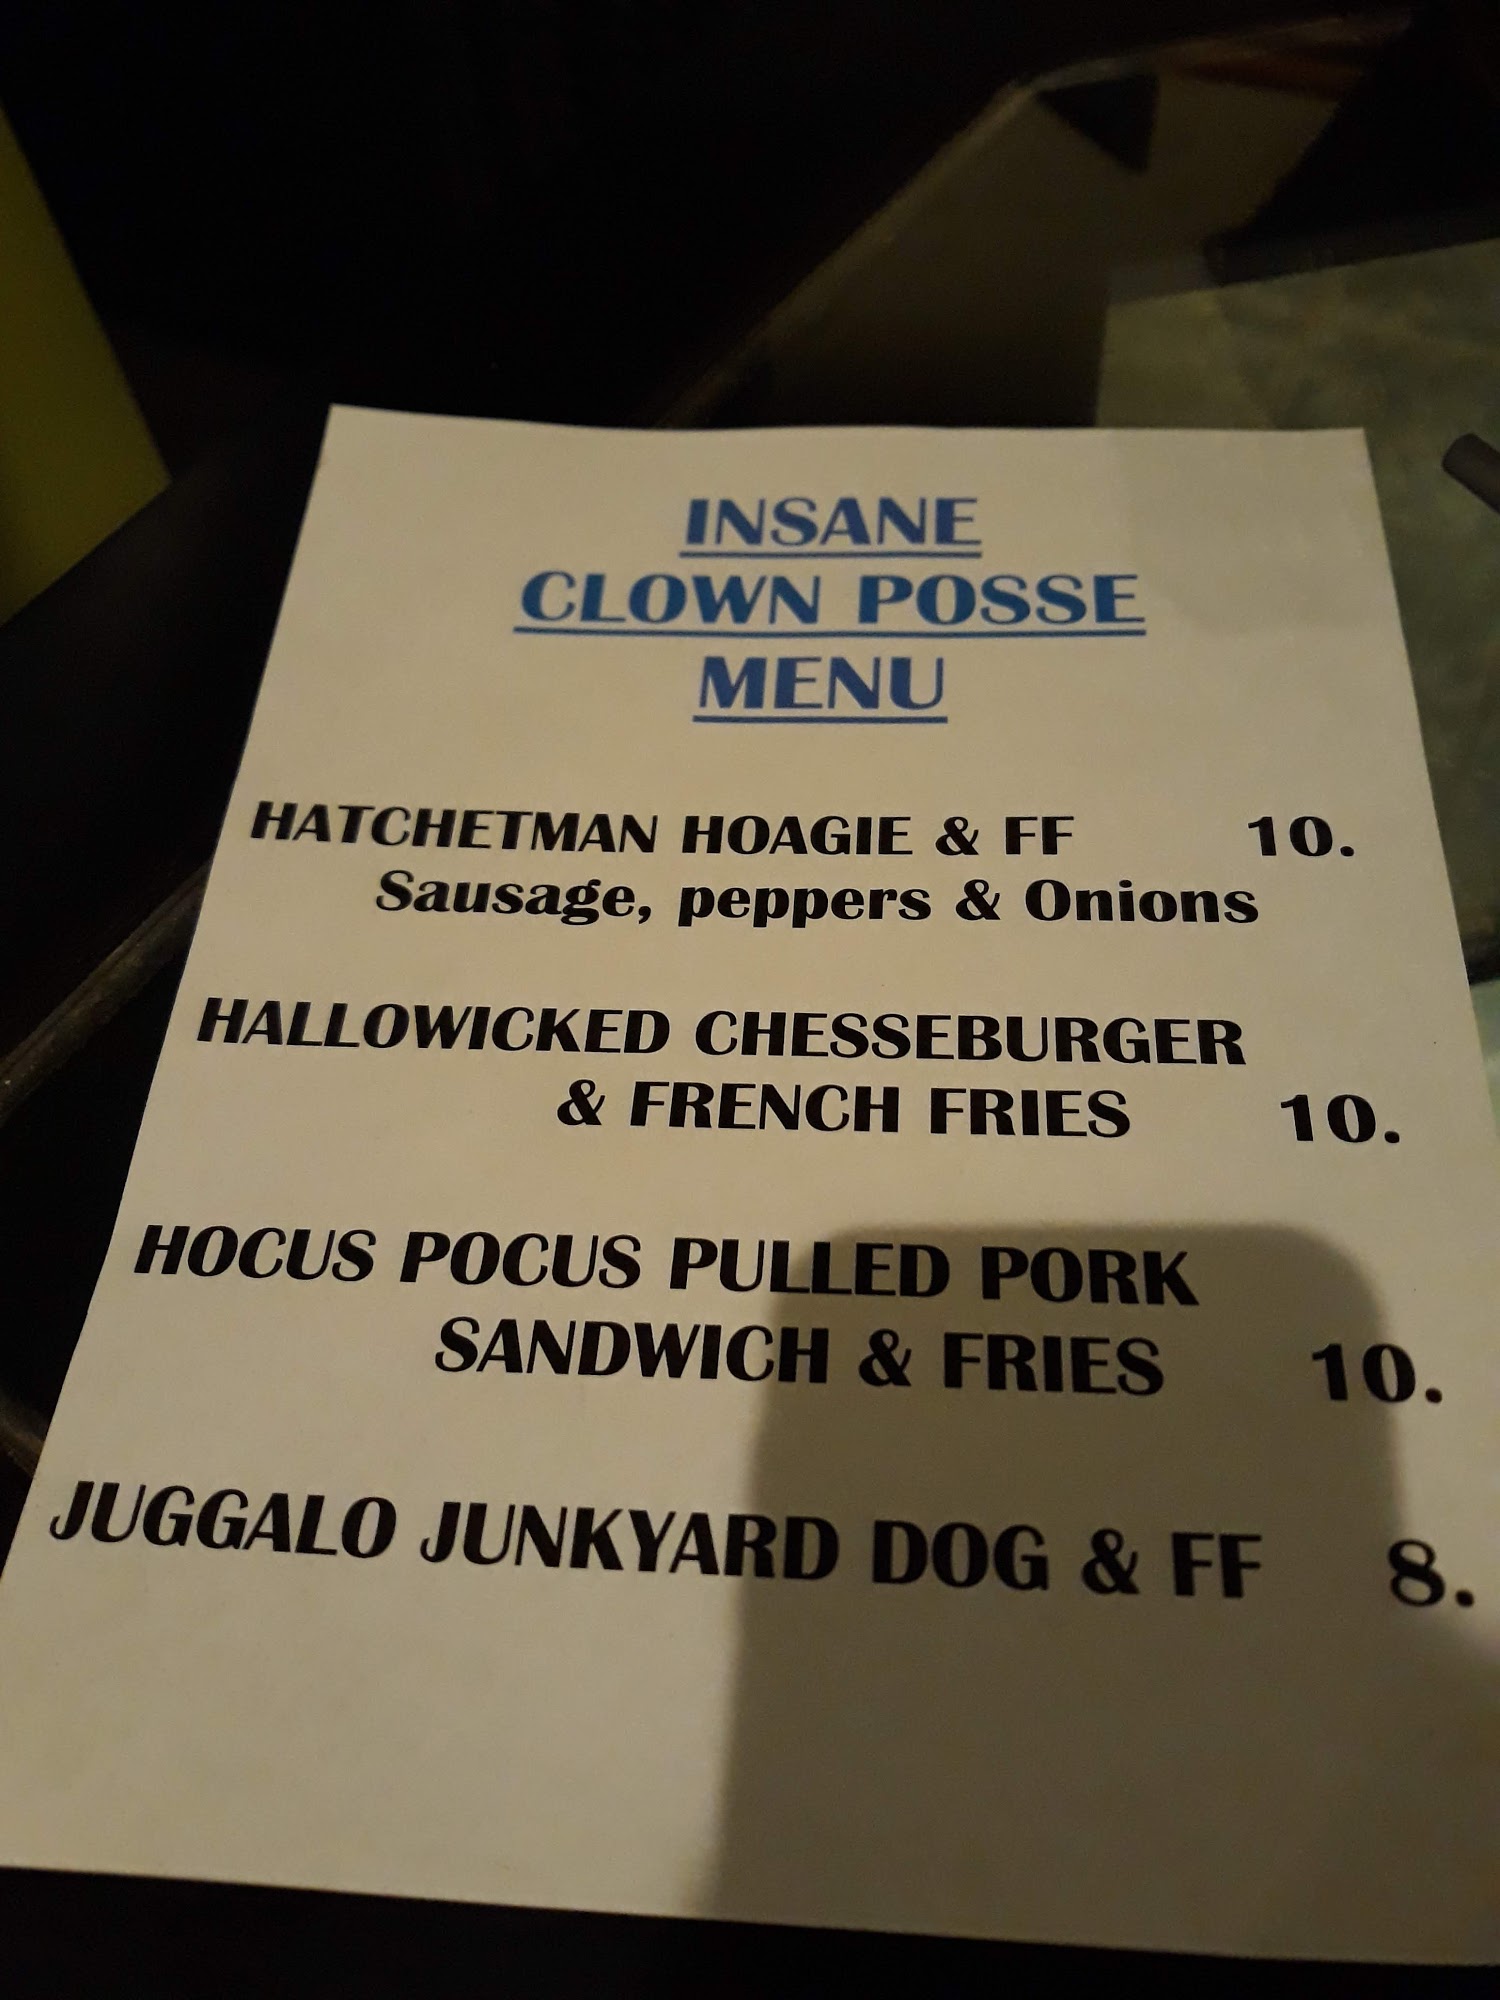 INSANE
CLOWN POSSE
MENU
HATCHETMAN HOAGIE & FF 10.
Sausage, peppers & Onions
HALLOWICKED CHESSEBURGER
& FRENCH FRIES 10.
HOCUS POCUS PULLED PORK
SANDWICH & FRIES 10.
JUGGALO JUNKYARD DOG & FF 8.